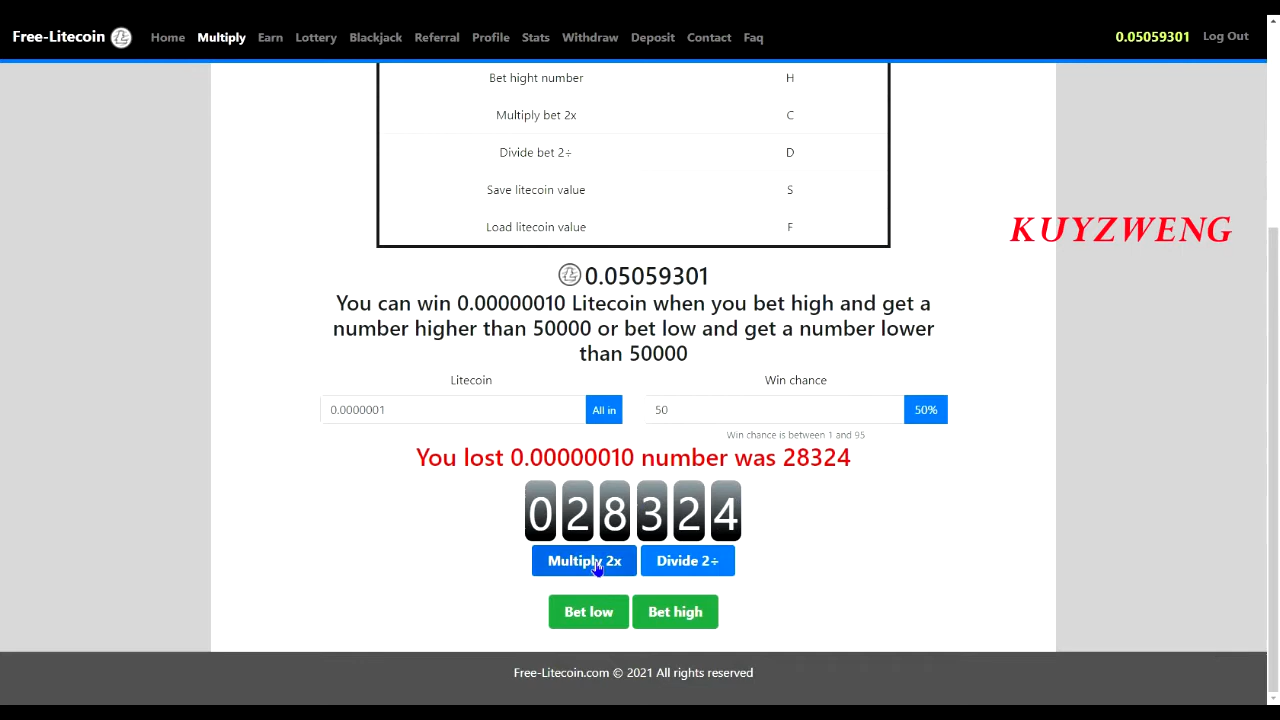 Free-Litecoin Home Multiply Earn Lottery Blackjack Referral Profile Stats Withdraw Deposit Contact Faq 0.05059301 Log Out
Bet hight number H
Multiply bet 2x C
Divide bet 2÷ D
Save litecoin value S
KUYZWENG
Load litecoin value F
0.05059301
You can win 0.00000010 Litecoin when you bet high and get a
number higher than 50000 or bet low and get a number lower
than 50000
Litecoin Win chance
0.0000001 All in 50 50%
Win chance is between 1 and 95
You lost 0.00000010 number was 28324
028324
Multiply 2x Divide 2÷
Bet low Bet high
Free-Litecoin.com © 2021 All rights reserved